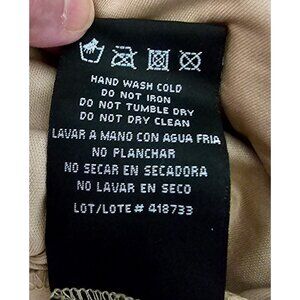 HAND WASH COLD
DO NOT IRON
DO NOT TUMBLE DRY
DO NOT DRY CLEAN
LAVAR A MANO CON AGUA FRIA
NO PLANCHAR
NO SECAR EN SECADORA
NO LAVAR EN SECO
LOT/LOTE # 418733